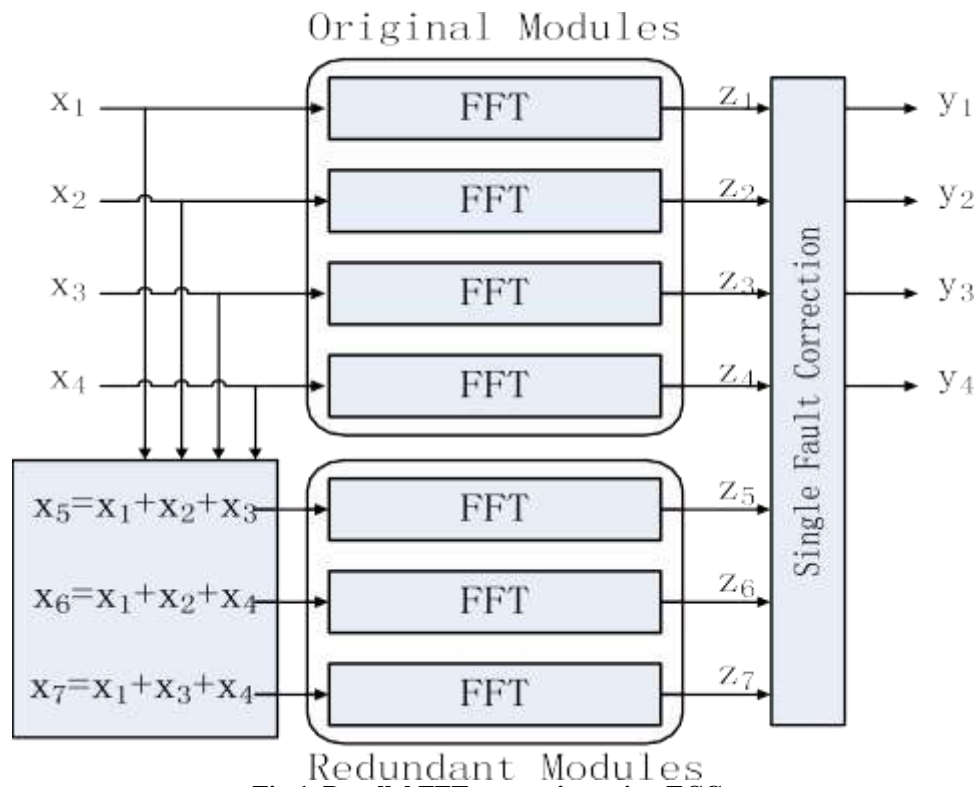 Original Modules
x₁ FFT z₁ y₁
x₂ FFT z₂ y₂
x₃ FFT z₃ y₃
x₄ FFT z₄ y₄
Single Fault Correction
x₅=x₁+x₂+x₃ FFT z₅
x₆=x₁+x₂+x₄ FFT z₆
x₇=x₁+x₃+x₄ FFT z₇
Redundant Modules